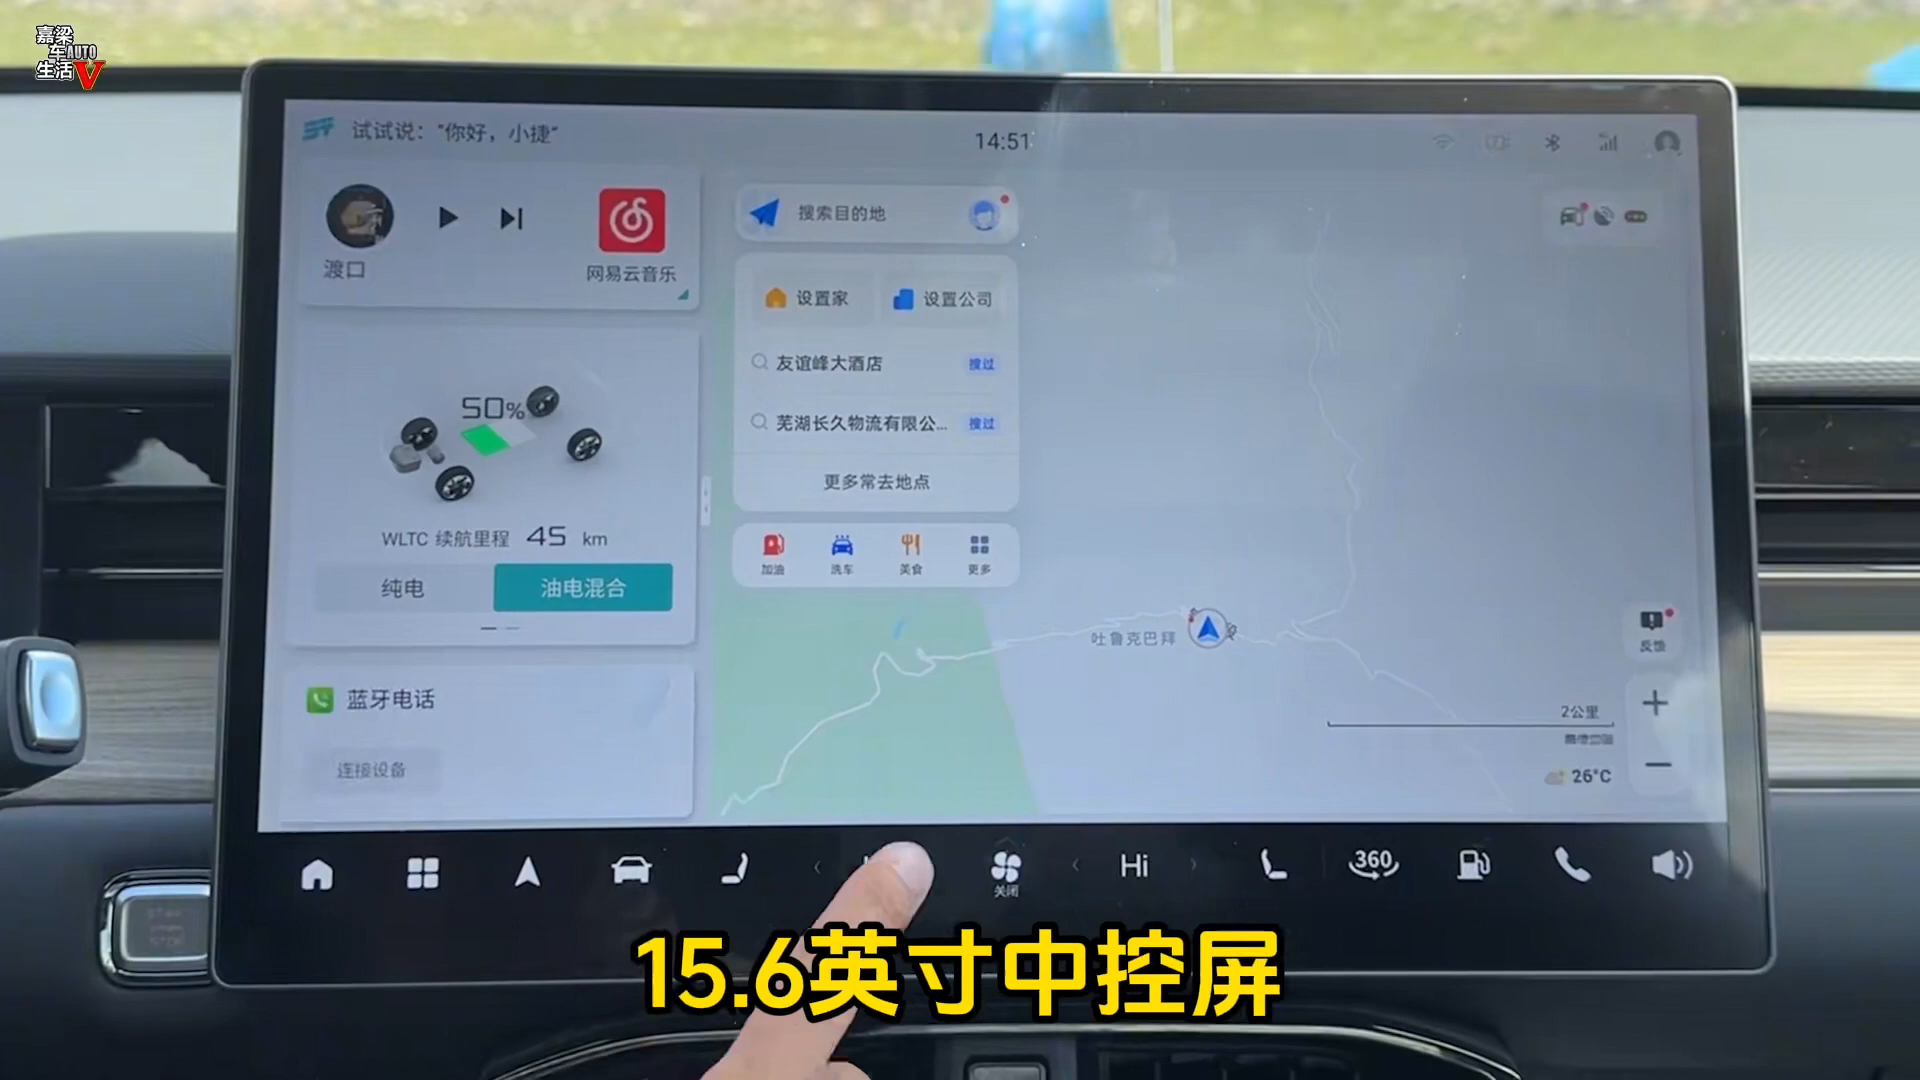 嘉梁
车AUTO
生活V
试试说："你好，小捷"
14:51
渡口
网易云音乐
搜索目的地
设置家
设置公司
友谊峰大酒店
搜过
芜湖长久物流有限公...
搜过
更多常去地点
加油
洗车
美食
更多
50%
WLTC 续航里程 45 km
纯电
油电混合
蓝牙电话
连接设备
吐鲁克巴拜
反馈
2公里
26°C
关闭
Hi
360
15.6英寸中控屏